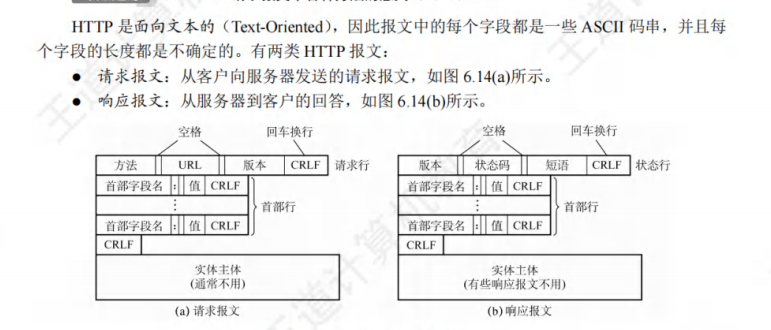 HTTP 是面向文本的（Text-Oriented），因此报文中的每个字段都是一些 ASCII 码串，并且每
个字段的长度都是不确定的。有两类 HTTP 报文：
● 请求报文：从客户向服务器发送的请求报文，如图 6.14(a)所示。
● 响应报文：从服务器到客户的回答，如图 6.14(b)所示。
空格 回车换行
方法 URL 版本 CRLF 请求行
首部字段名 : 值 CRLF
⋮ 首部行
首部字段名 : 值 CRLF
CRLF
实体主体
(通常不用)
(a) 请求报文
空格 回车换行
版本 状态码 短语 CRLF 状态行
首部字段名 : 值 CRLF
⋮ 首部行
首部字段名 : 值 CRLF
CRLF
实体主体
(有些响应报文不用)
(b) 响应报文
王道计算机教育